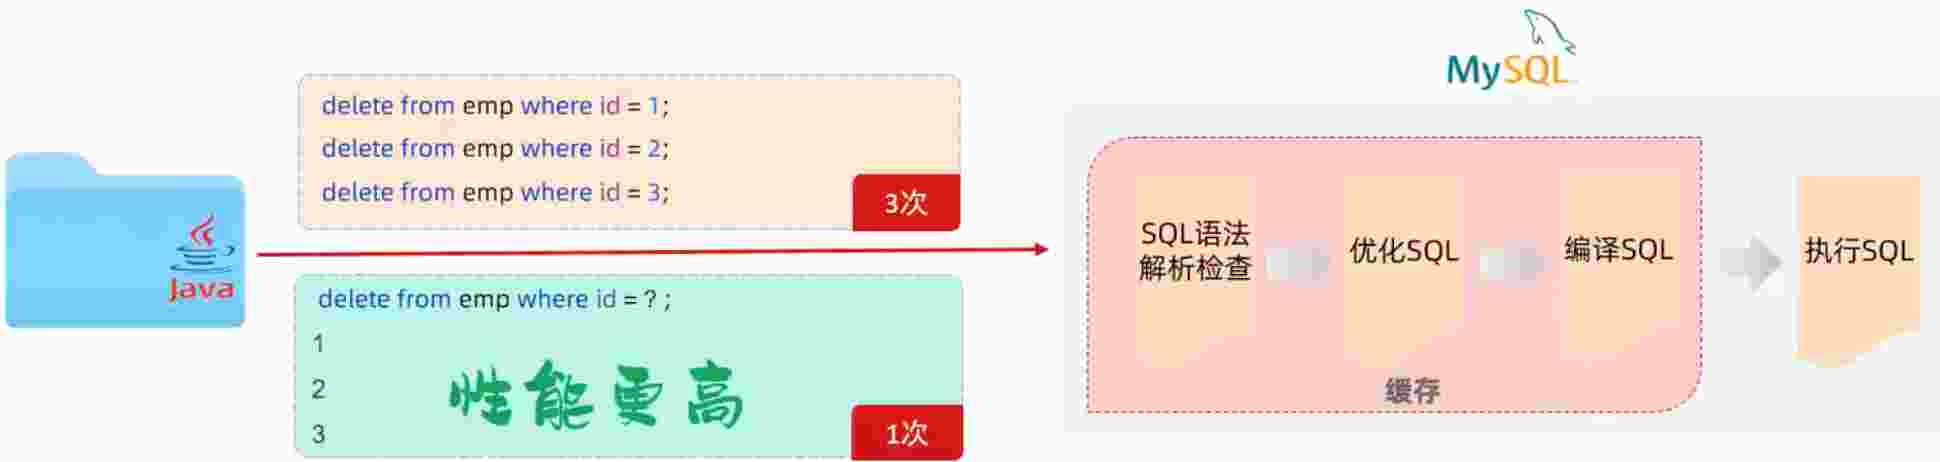 MySQL
delete from emp where id = 1;
delete from emp where id = 2;
delete from emp where id = 3;
3次
Java
delete from emp where id = ? ;
1
2
3
性能更高
1次
SQL语法
解析检查
优化SQL
编译SQL
执行SQL
缓存